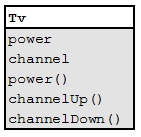 Tv
power
channel
power()
channelUp()
channelDown()